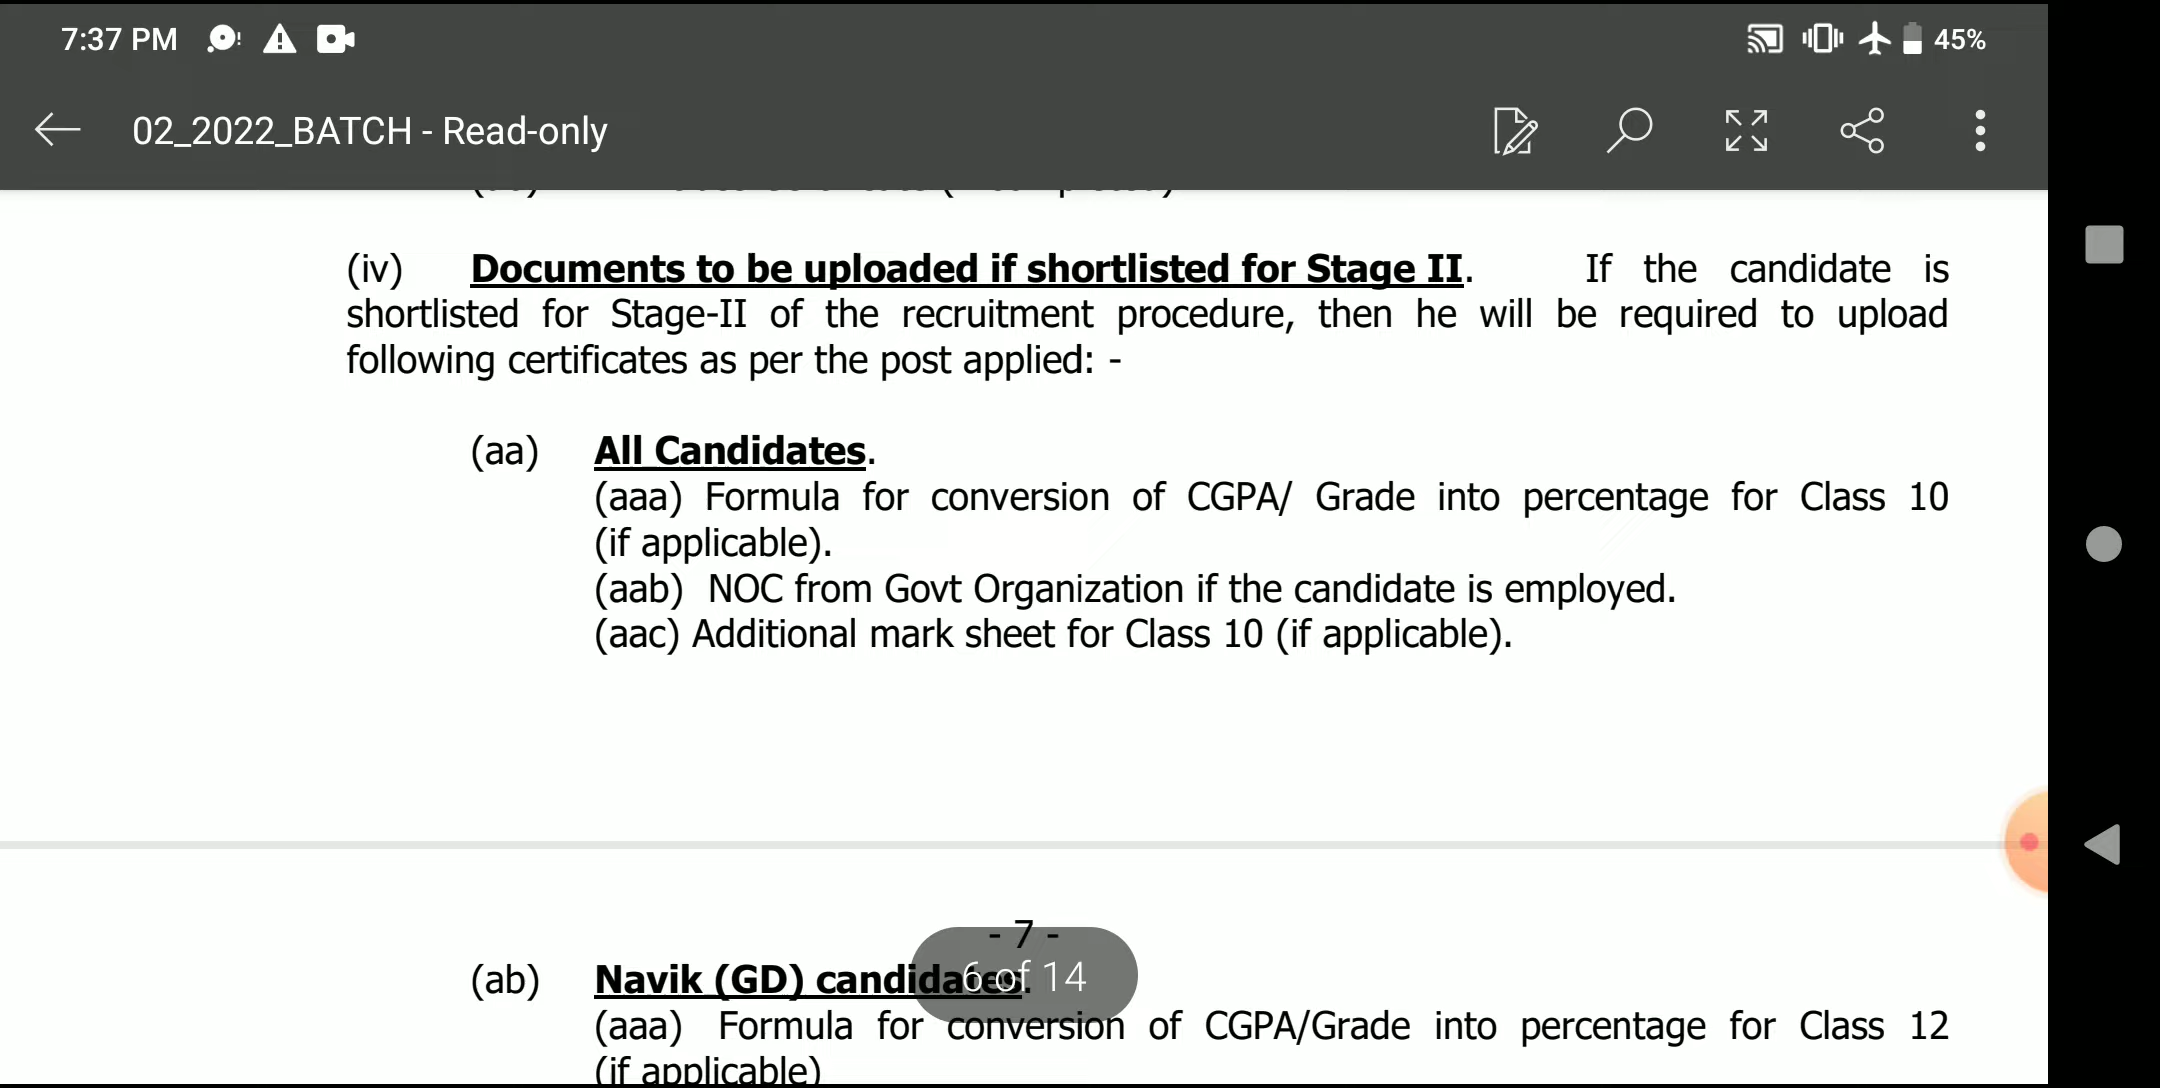 7:37 PM
45%
02_2022_BATCH - Read-only
(iv) Documents to be uploaded if shortlisted for Stage II. If the candidate is
shortlisted for Stage-II of the recruitment procedure, then he will be required to upload
following certificates as per the post applied: -
(aa) All Candidates.
(aaa) Formula for conversion of CGPA/ Grade into percentage for Class 10
(if applicable).
(aab) NOC from Govt Organization if the candidate is employed.
(aac) Additional mark sheet for Class 10 (if applicable).
- 7 -
(ab) Navik (GD) candidates.
6 of 14
(aaa) Formula for conversion of CGPA/Grade into percentage for Class 12
(if applicable)